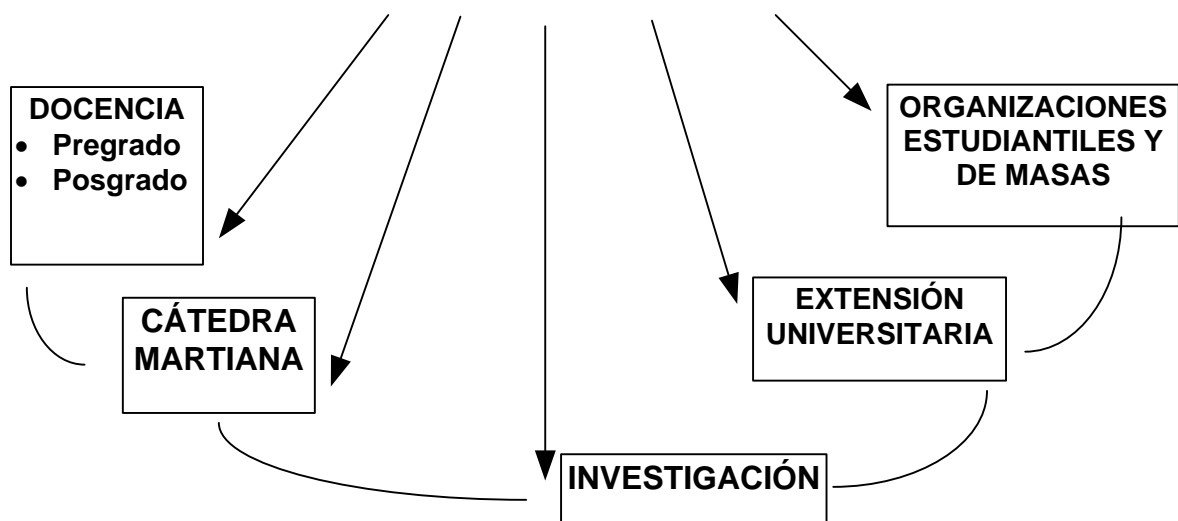 DOCENCIA
• Pregrado
• Posgrado
ORGANIZACIONES
ESTUDIANTILES Y
DE MASAS
CÁTEDRA
MARTIANA
EXTENSIÓN
UNIVERSITARIA
INVESTIGACIÓN